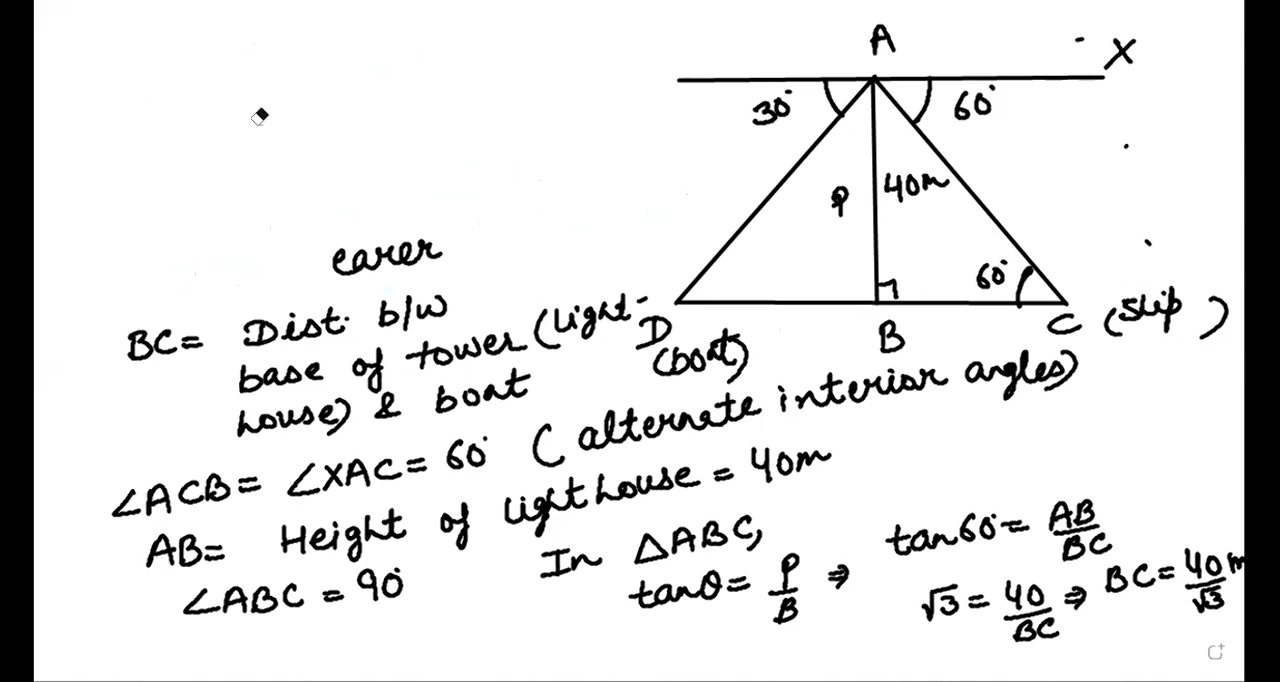 A
X
30°
60°
P
40m
60°
D
(boat)
B
C (Ship)
earer
BC = Dist. b/w
base of tower (light-
house) & boat
∠ACB = ∠XAC = 60° (alternate interior angles)
AB = Height of lighthouse = 40m
∠ABC = 90°
In △ABC,
tanθ = P/B ⇒ tan60° = AB/BC
√3 = 40/BC ⇒ BC = 40/√3 m